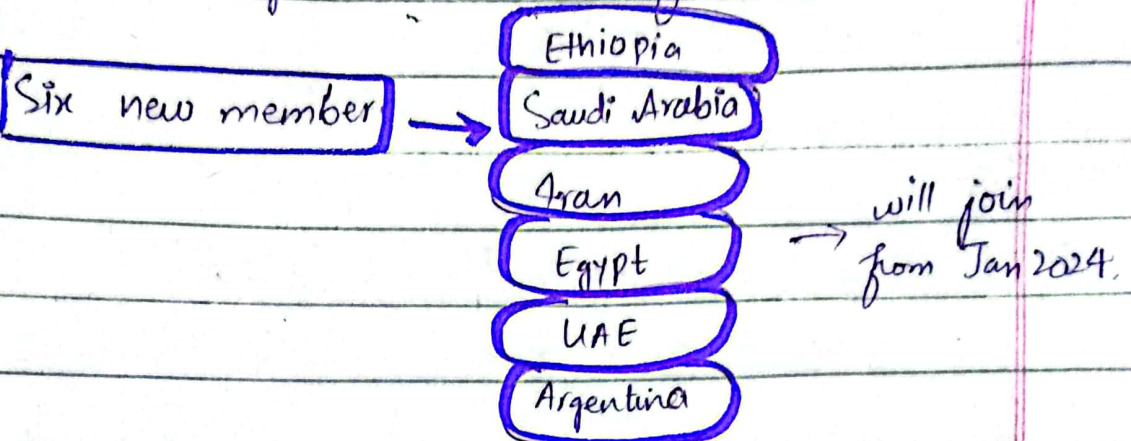 Ethiopia
Six new member → Saudi Arabia
Iran
Egypt
UAE
Argentina
→ will join
from Jan 2024.